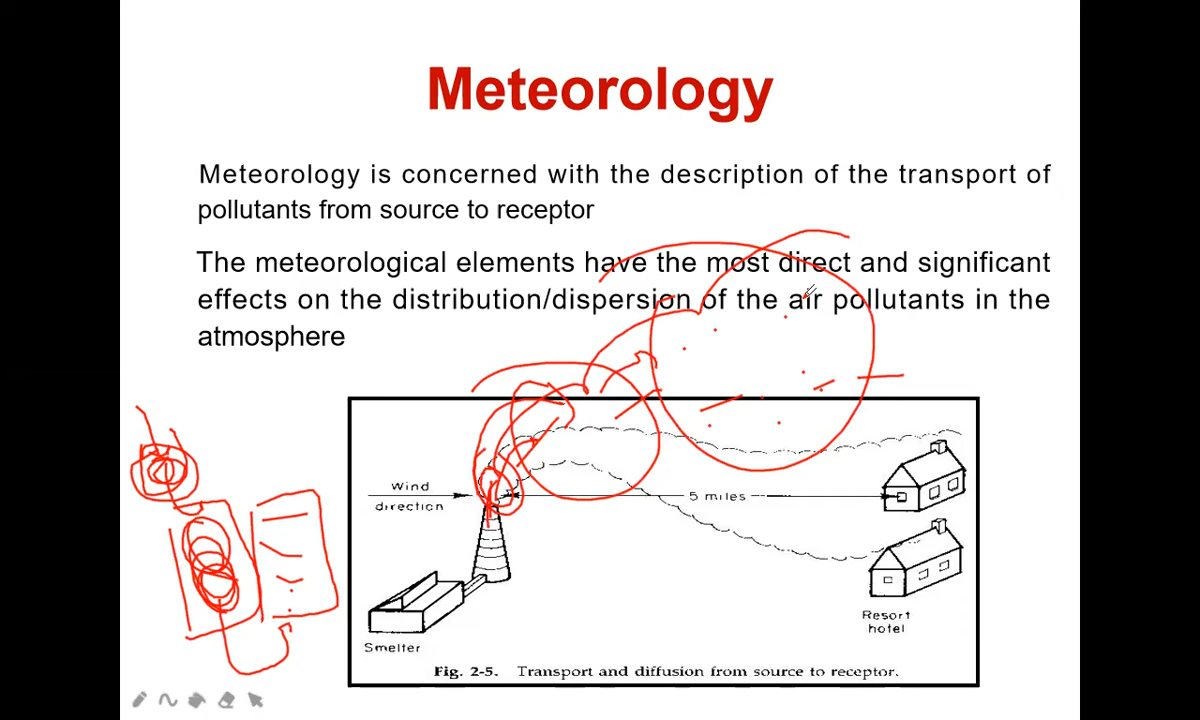 Meteorology
Meteorology is concerned with the description of the transport of
pollutants from source to receptor
The meteorological elements have the most direct and significant
effects on the distribution/dispersion of the air pollutants in the
atmosphere
Wind
direction
5 miles
Resort
hotel
Smelter
Fig. 2-5. Transport and diffusion from source to receptor.